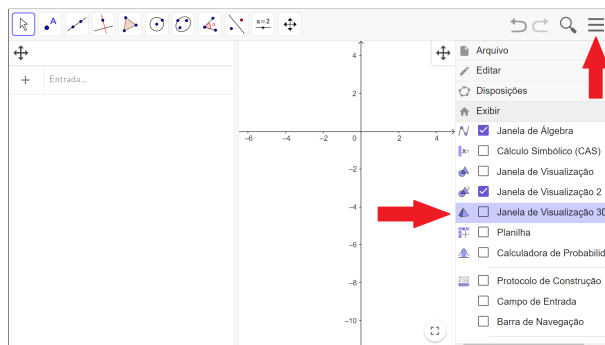 A
a=2
Entrada...
Arquivo
Editar
Disposições
Exibir
Janela de Álgebra
Cálculo Simbólico (CAS)
Janela de Visualização
Janela de Visualização 2
Janela de Visualização 3D
Planilha
Calculadora de Probabilid
Protocolo de Construção
Campo de Entrada
Barra de Navegação
4
2
-6 -4 -2 0 2 4
-2
-4
-6
-8
-10